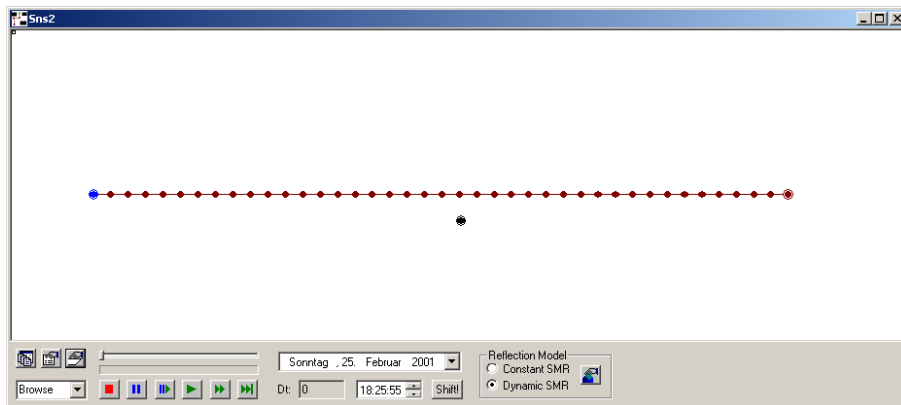 Sns2
Sonntag , 25. Februar 2001
Reflection Model
Constant SMR
Dynamic SMR
Browse
Dt: 0
18:25:55
Shift!